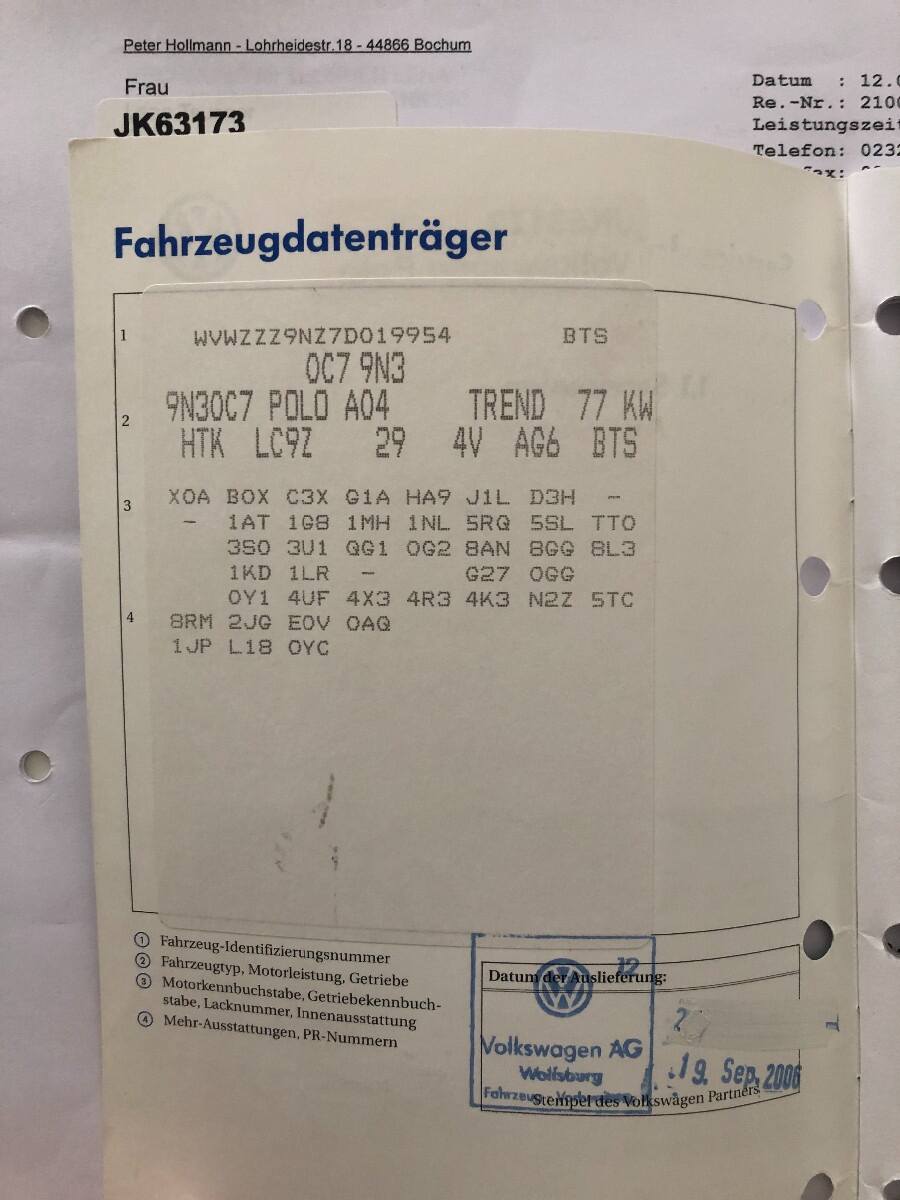 Peter Hollmann - Lohrheidestr.18 - 44866 Bochum
Frau
JK63173
Datum : 12.0
Re.-Nr.: 2100
Leistungszeit
Telefon: 0232
Fahrzeugdatenträger
1 WVWZZZ9NZ7D019954 BTS
0C7 9N3
2 9N30C7 POLO A04 TREND 77 KW
HTK LC9Z 29 4V AG6 BTS
3 X0A B0X C3X G1A HA9 J1L D3H -
- 1AT 1G8 1MH 1NL 5RQ 5SL TT0
3S0 3U1 QG1 0G2 8AN 8GG 8L3
1KD 1LR - G27 0GG
0Y1 4UF 4X3 4R3 4K3 N2Z 5TC
4 8RM 2JG E0V 0AQ
1JP L18 0YC
1 Fahrzeug-Identifizierungsnummer
2 Fahrzeugtyp, Motorleistung, Getriebe
3 Motorkennbuchstabe, Getriebekennbuch-
stabe, Lacknummer, Innenausstattung
4 Mehr-Ausstattungen, PR-Nummern
12
Datum der Auslieferung:
Volkswagen AG
Wolfsburg
19. Sep. 2006
Stempel des Volkswagen Partners